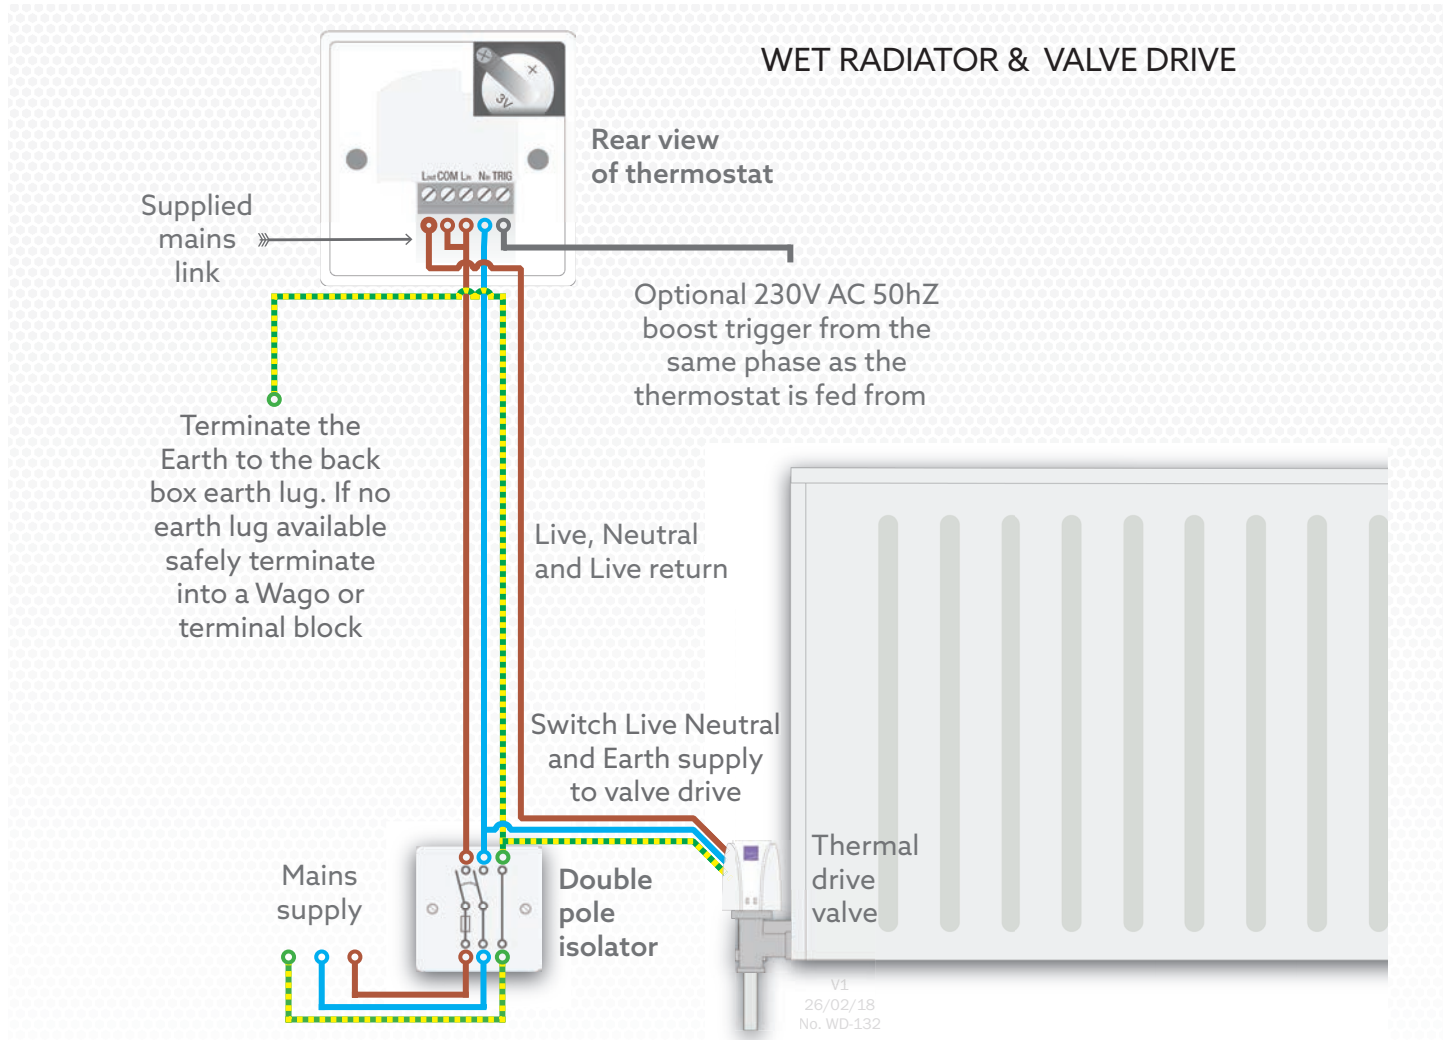 WET RADIATOR & VALVE DRIVE
+
3V
Rear view
of thermostat
Lout COM Lin Nin TRIG
Supplied
mains
link
Optional 230V AC 50hZ
boost trigger from the
same phase as the
thermostat is fed from
Terminate the
Earth to the back
box earth lug. If no
earth lug available
safely terminate
into a Wago or
terminal block
Live, Neutral
and Live return
Switch Live Neutral
and Earth supply
to valve drive
Thermal
drive
valve
Mains
supply
Double
pole
isolator
V1
26/02/18
No. WD-132